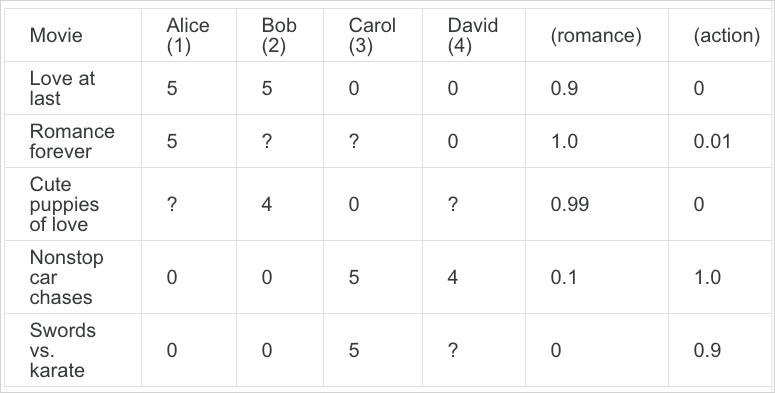 Movie Alice (1) Bob (2) Carol (3) David (4) (romance) (action)
Love at last 5 5 0 0 0.9 0
Romance forever 5 ? ? 0 1.0 0.01
Cute puppies of love ? 4 0 ? 0.99 0
Nonstop car chases 0 0 5 4 0.1 1.0
Swords vs. karate 0 0 5 ? 0 0.9